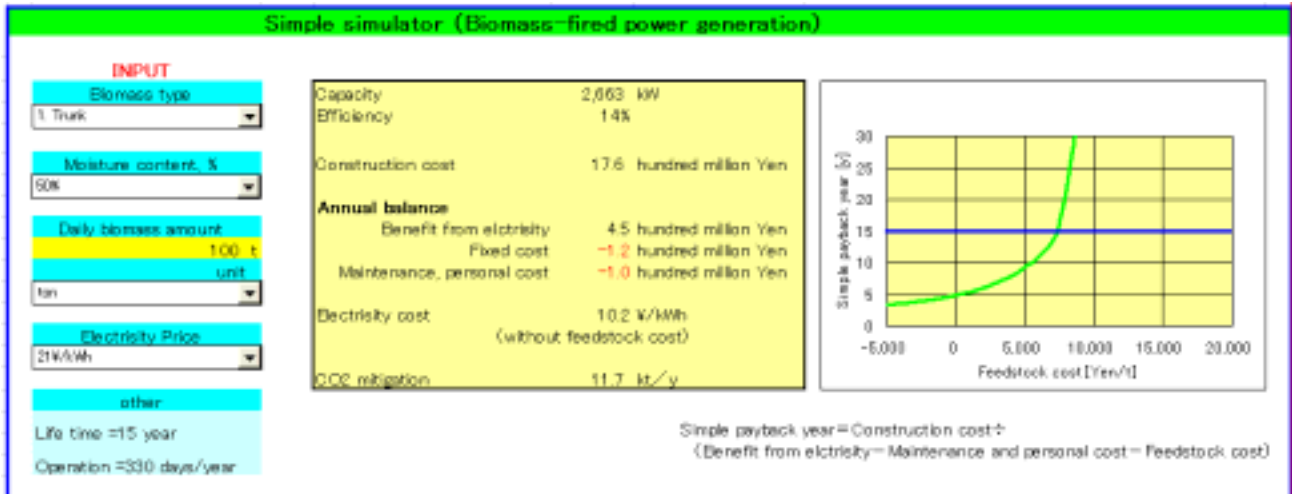 Simple simulator (Biomass-fired power generation)
INPUT
Biomass type
1. Trunk
Moisture content, %
50%
Daily biomass amount
100 t
unit
ton
Electrisity Price
21¥/kWh
other
Life time =15 year
Operation =330 days/year
Capacity 2,663 kW
Efficiency 14%
Construction cost 17.6 hundred million Yen
Annual balance
Benefit from elctrisity 4.5 hundred million Yen
Fixed cost -1.2 hundred million Yen
Maintenance, personal cost -1.0 hundred million Yen
Electrisity cost 10.2 ¥/kWh
(without feedstock cost)
CO2 mitigation 11.7 kt/y
Simple payback year [y]
30
25
20
15
10
5
0
-5.000 0 5.000 10.000 15.000 20.000
Feedstock cost [Yen/t]
Simple payback year=Construction cost÷
(Benefit from elctrisity-Maintenance and personal cost-Feedstock cost)